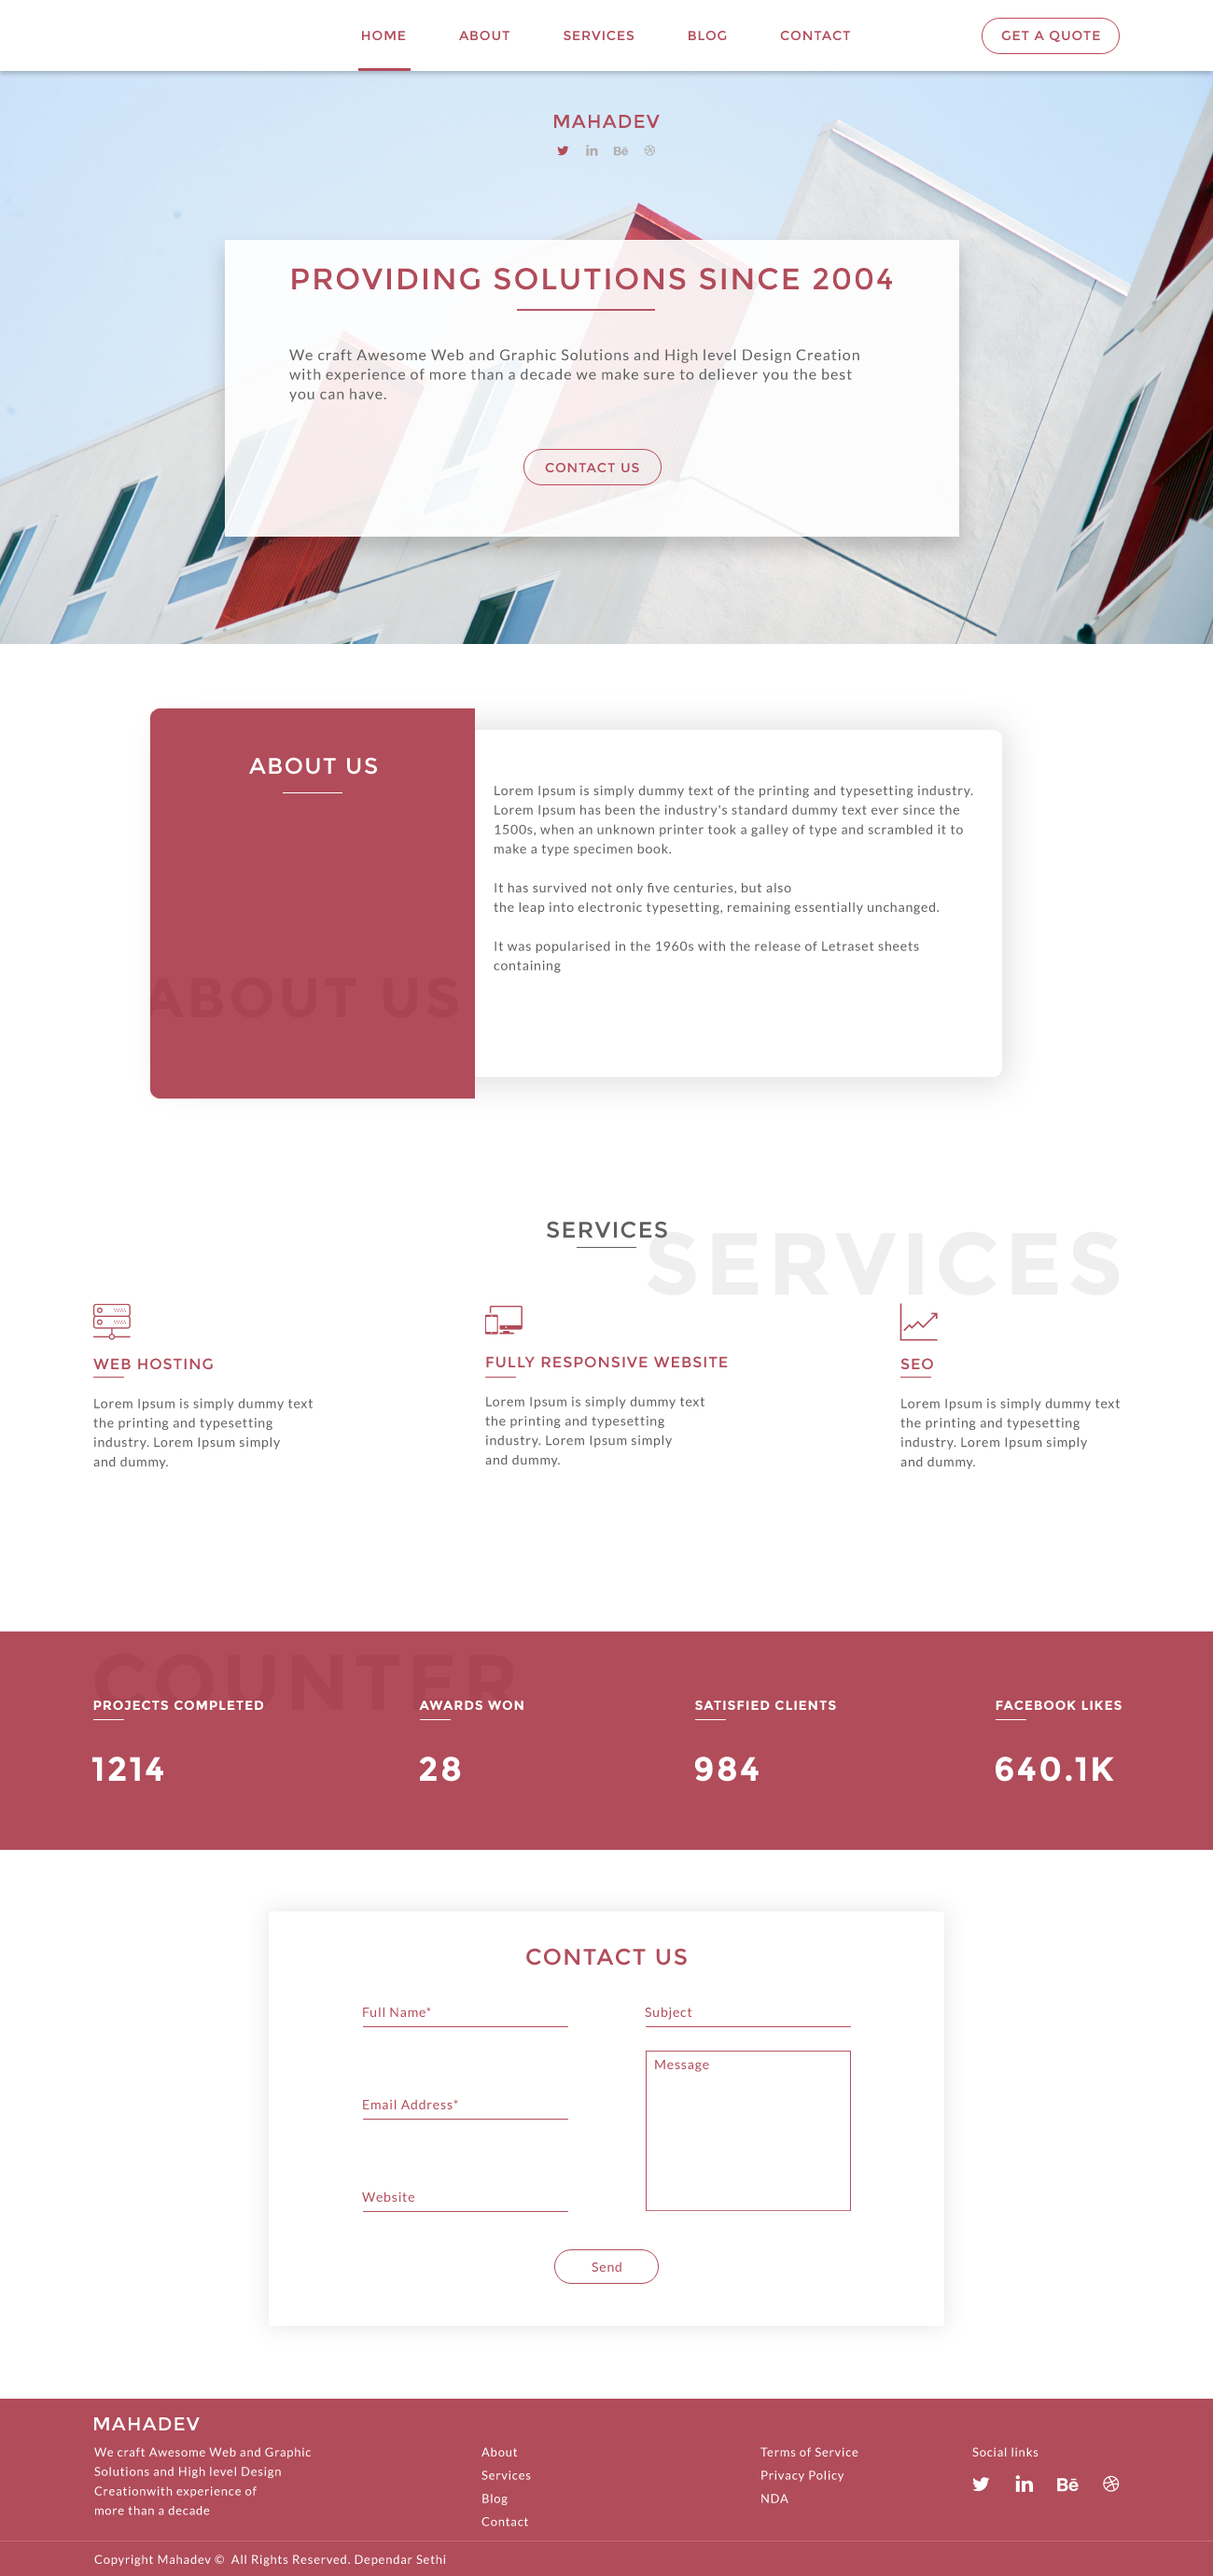 HOME
ABOUT
SERVICES
BLOG
CONTACT
GET A QUOTE
MAHADEV
in
Bē
PROVIDING SOLUTIONS SINCE 2004
We craft Awesome Web and Graphic Solutions and High level Design Creation
with experience of more than a decade we make sure to deliever you the best
you can have.
CONTACT US
ABOUT US
ABOUT US
Lorem Ipsum is simply dummy text of the printing and typesetting industry.
Lorem Ipsum has been the industry's standard dummy text ever since the
1500s, when an unknown printer took a galley of type and scrambled it to
make a type specimen book.
It has survived not only five centuries, but also
the leap into electronic typesetting, remaining essentially unchanged.
It was popularised in the 1960s with the release of Letraset sheets
containing
SERVICES
SERVICES
WEB HOSTING
Lorem Ipsum is simply dummy text
the printing and typesetting
industry. Lorem Ipsum simply
and dummy.
FULLY RESPONSIVE WEBSITE
Lorem Ipsum is simply dummy text
the printing and typesetting
industry. Lorem Ipsum simply
and dummy.
SEO
Lorem Ipsum is simply dummy text
the printing and typesetting
industry. Lorem Ipsum simply
and dummy.
COUNTER
PROJECTS COMPLETED
1214
AWARDS WON
28
SATISFIED CLIENTS
984
FACEBOOK LIKES
640.1K
CONTACT US
Full Name*
Email Address*
Website
Subject
Message
Send
MAHADEV
We craft Awesome Web and Graphic
Solutions and High level Design
Creationwith experience of
more than a decade
About
Services
Blog
Contact
Terms of Service
Privacy Policy
NDA
Social links
in
Bē
Copyright Mahadev © All Rights Reserved. Dependar Sethi